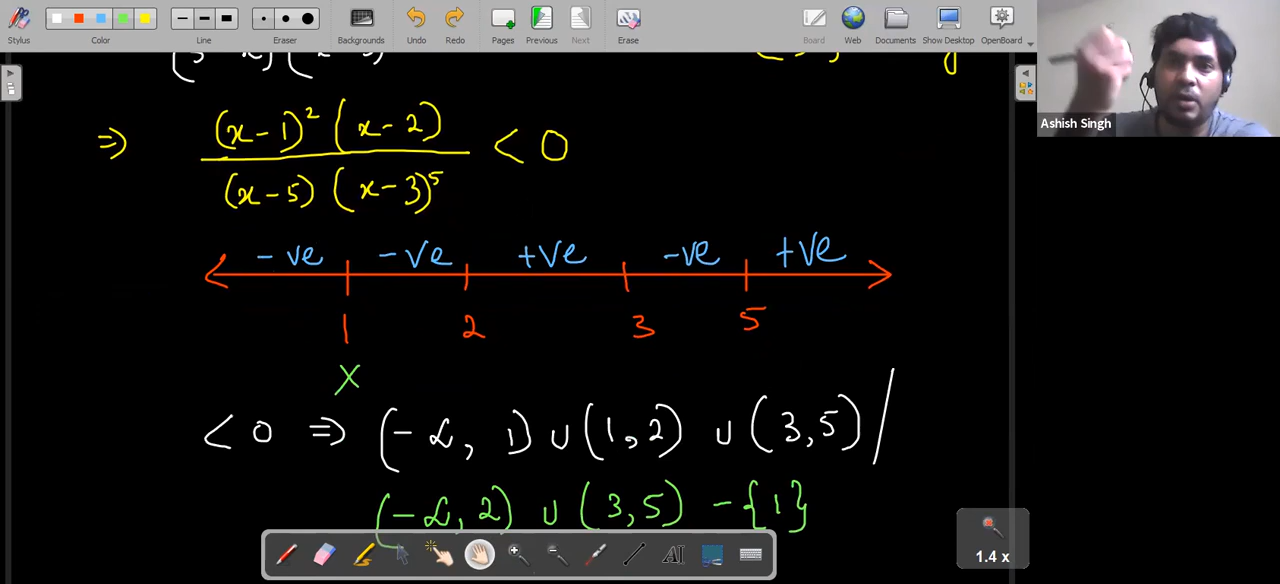 Stylus Color Line Eraser Backgrounds Undo Redo Pages Previous Next Erase Board Web Documents Show Desktop OpenBoard
Ashish Singh
⇒ (x-1)² (x-2) / (x-5) (x-3)⁵ < 0
-ve -ve +ve -ve +ve
1 2 3 5
X
< 0 ⇒ (-∞, 1) ∪ (1, 2) ∪ (3, 5) /
(-∞, 2) ∪ (3, 5) - {1}
1.4 x